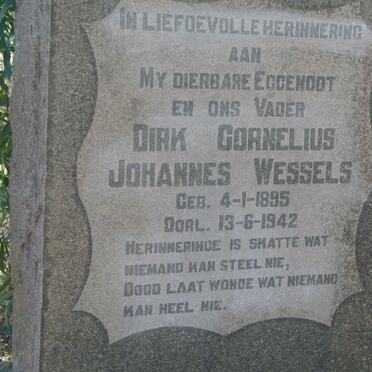 IN LIEFDEVOLLE HERINNERING
AAN
MY DIERBARE EGGENOOT
EN ONS VADER
DIRK CORNELIUS
JOHANNES WESSELS
GEB. 4-1-1895
OORL. 13-6-1942
HERINNERINGE IS SKATTE WAT
NIEMAND KAN STEEL NIE,
DOOD LAAT WONDE WAT NIEMAND
KAN HEEL NIE.